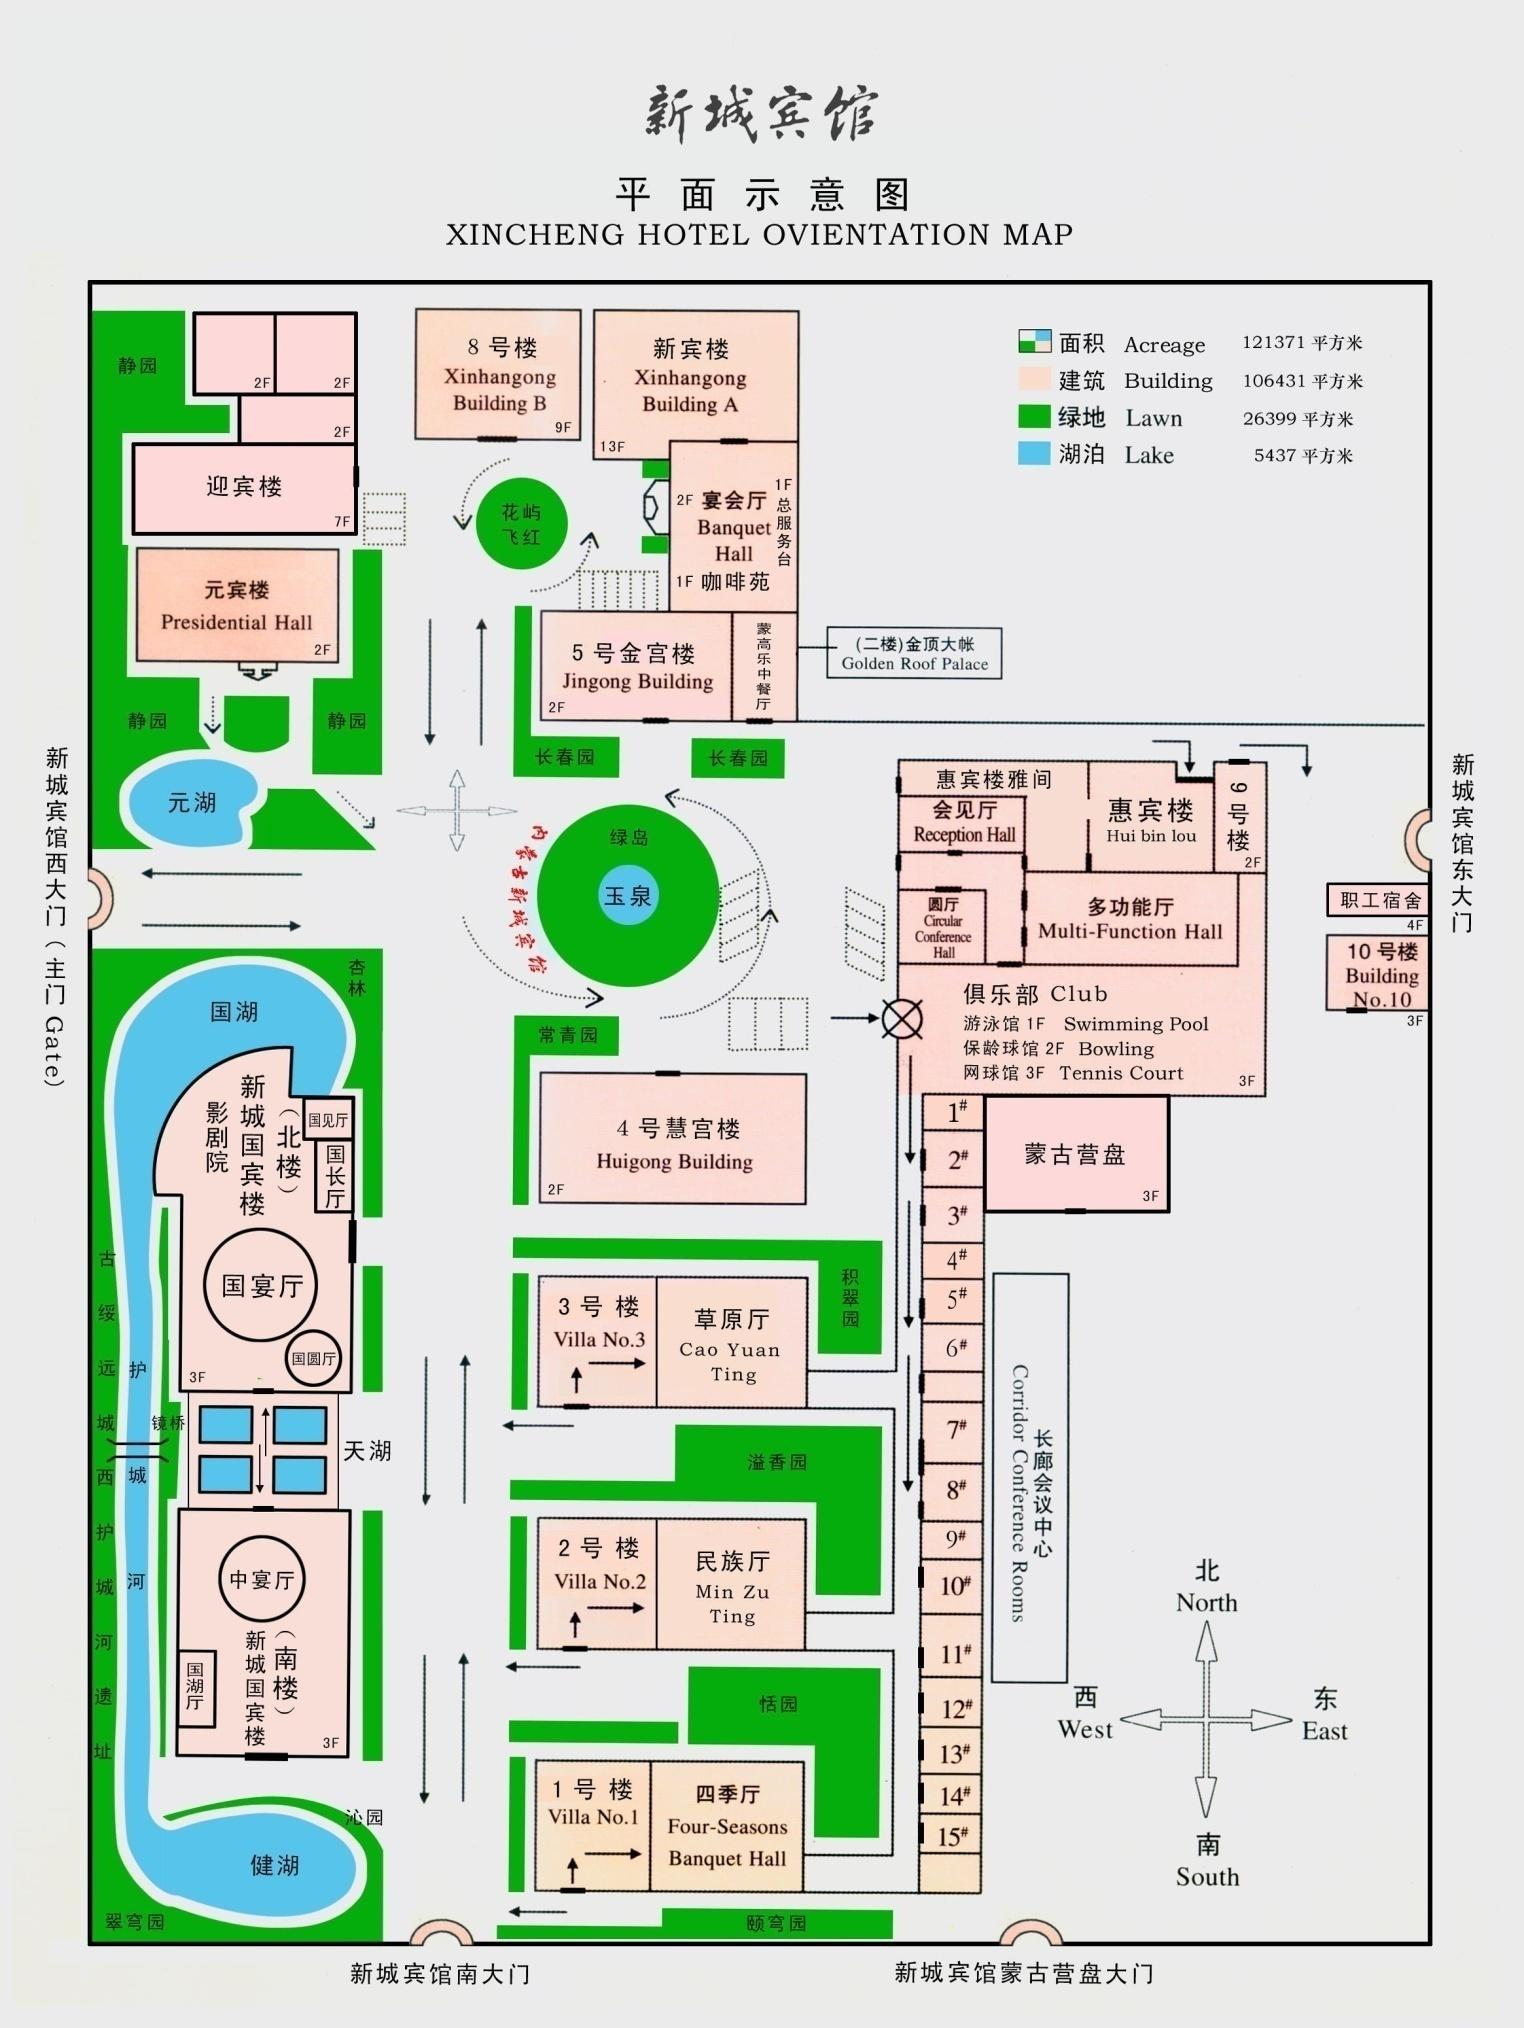 新城宾馆
平面示意图
XINCHENG HOTEL OVIENTATION MAP
面积 Acreage 121371 平方米
建筑 Building 106431 平方米
绿地 Lawn 26399 平方米
湖泊 Lake 5437 平方米
静园
2F
2F
2F
迎宾楼
7F
8 号楼
Xinhangong
Building B
9F
新宾楼
Xinhangong
Building A
13F
花屿
飞红
2F 宴会厅
Banquet
Hall
1F 咖啡苑
1F
总服务台
元宾楼
Presidential Hall
2F
5 号金宫楼
Jingong Building
2F
蒙高乐中餐厅
(二楼)金顶大帐
Golden Roof Palace
静园
静园
长春园
长春园
元湖
新城宾馆西大门（主门 Gate）
新城宾馆东大门
绿岛
玉泉
内蒙古新城宾馆
惠宾楼雅间
会见厅
Reception Hall
惠宾楼
Hui bin lou
9号楼
2F
圆厅
Circular
Conference
Hall
多功能厅
Multi-Function Hall
职工宿舍
4F
10 号楼
Building
No.10
3F
俱乐部 Club
游泳馆 1F Swimming Pool
保龄球馆 2F Bowling
网球馆 3F Tennis Court
3F
杏林
国湖
常青园
4 号慧宫楼
Huigong Building
2F
新城国宾楼
（北楼）
影剧院
国见厅
国长厅
国宴厅
国圆厅
3F
1#
2#
3#
4#
5#
6#
7#
8#
9#
10#
11#
12#
13#
14#
15#
蒙古营盘
3F
长廊会议中心
Corridor Conference Rooms
3 号 楼
Villa No.3
草原厅
Cao Yuan
Ting
积翠园
古绥远城西护城河遗址
护城河
镜桥
天湖
溢香园
2 号 楼
Villa No.2
民族厅
Min Zu
Ting
中宴厅
新城国宾楼
（南楼）
国湖厅
3F
恬园
1 号 楼
Villa No.1
四季厅
Four-Seasons
Banquet Hall
沁园
健湖
翠穹园
颐穹园
北
North
西
West
东
East
南
South
新城宾馆南大门
新城宾馆蒙古营盘大门